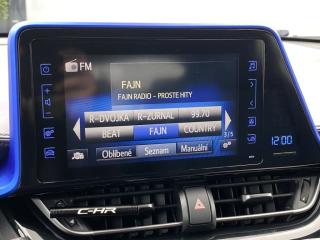 FM
FAJN
FAJN RADIO - PROSTE HITY
R-DVOJKA R-ZURNAL 99.70
BEAT FAJN COUNTRY
3/5
Oblíbené Seznam Manuální
12:00
C-HR